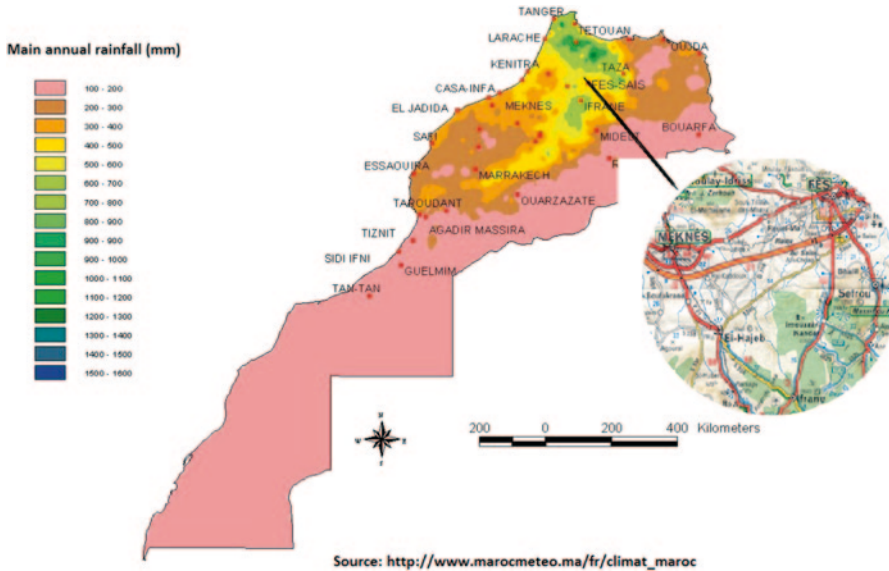 Main annual rainfall (mm)
100 - 200
200 - 300
300 - 400
400 - 500
500 - 600
600 - 700
700 - 800
800 - 900
900 - 900
900 - 1000
1000 - 1100
1100 - 1200
1200 - 1300
1300 - 1400
1400 - 1500
1500 - 1600
TANGER
TETOUAN
LARACHE
OUJDA
KENITRA
TAZA
FES-SAIS
CASA-INFA
MEKNES
IFRANE
EL JADIDA
BOUARFA
SAFI
MIDELT
ESSAOUIRA
MARRAKECH
OUARZAZATE
TAROUDANT
AGADIR MASSIRA
TIZNIT
SIDI IFNI
GUELMIM
TAN-TAN
FES
MEKNÈS
Sefrou
El-Hajeb
Ifrane
N
W
E
200 0 200 400 Kilometers
Source: http://www.marocmeteo.ma/fr/climat_maroc